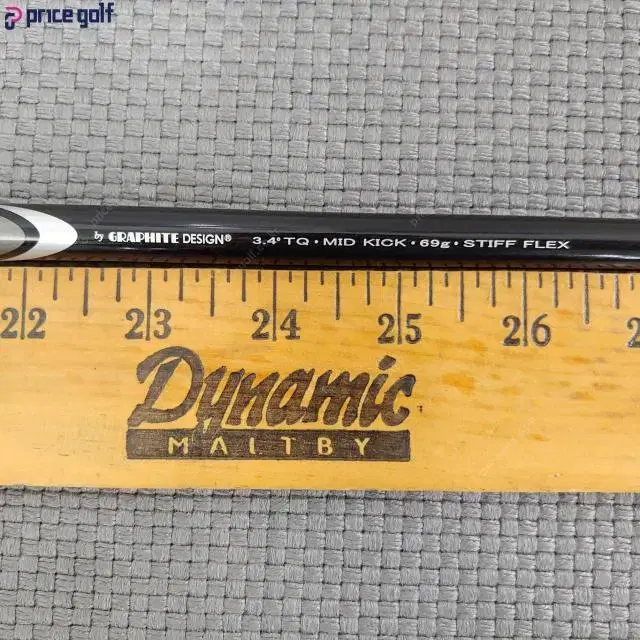 price golf
by GRAPHITE DESIGN® 3.4° TQ • MID KICK • 69g • STIFF FLEX
22 23 24 25 26 2
Dynamic
MALTBY